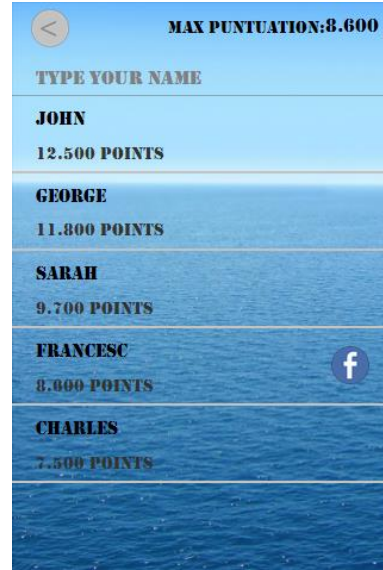 <
MAX PUNTUATION:8.600
TYPE YOUR NAME
JOHN
12.500 POINTS
GEORGE
11.800 POINTS
SARAH
9.700 POINTS
FRANCESC
8.600 POINTS
CHARLES
7.500 POINTS